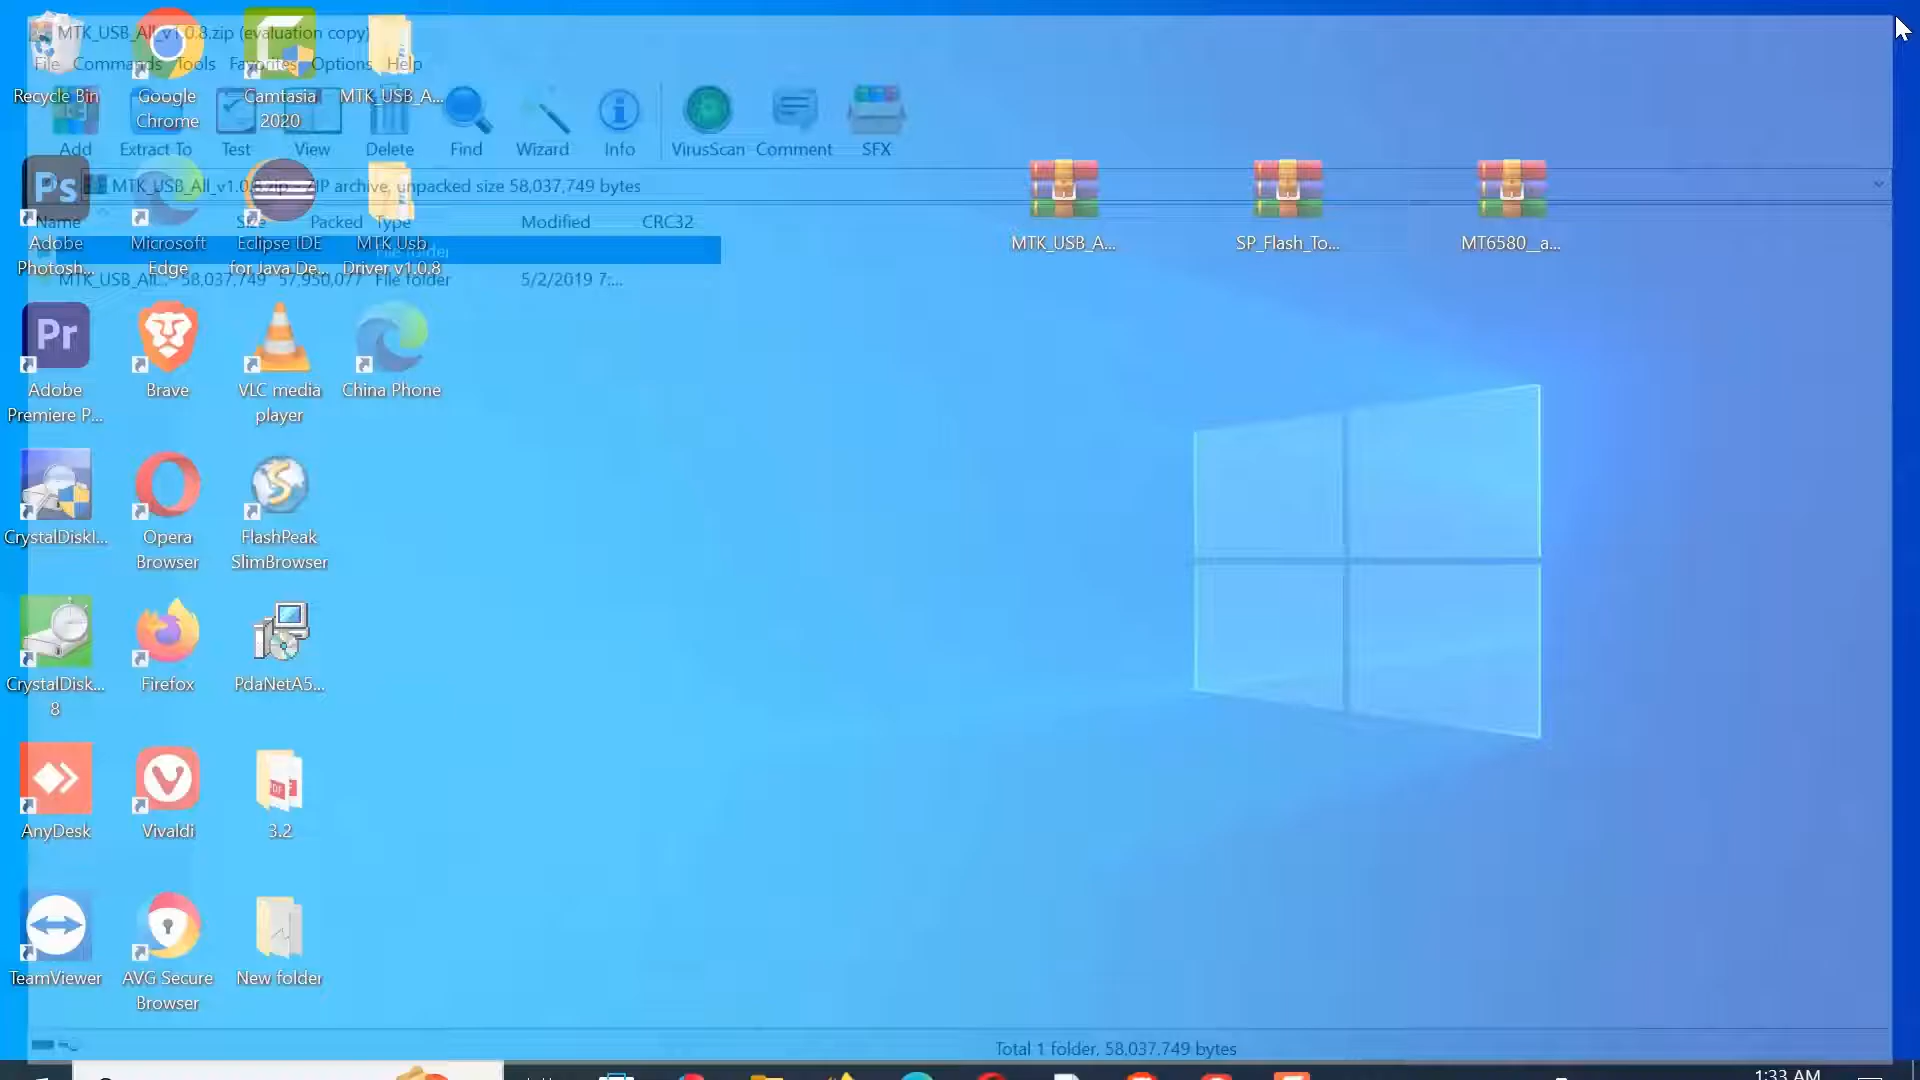 MTK_USB_All_v1.0.8.zip (evaluation copy)
File Commands Tools Favorites Options Help
Recycle Bin
Google
Chrome
Camtasia
2020
MTK_USB_A...
Add Extract To Test View Delete Find Wizard Info VirusScan Comment SFX
MTK_USB_All_v1.0.8.zip - ZIP archive, unpacked size 58,037,749 bytes
Name Size Packed Type Modified CRC32
File folder
MTK_USB_All... 58,037,749 57,950,077 File folder 5/2/2019 7:...
Ps
Adobe
Photosh...
Microsoft
Edge
Eclipse IDE
for Java De...
MTK Usb
Driver v1.0.8
MTK_USB_A...
SP_Flash_To...
MT6580__a...
Pr
Adobe
Premiere P...
Brave
VLC media
player
China Phone
CrystalDiskI...
Opera
Browser
FlashPeak
SlimBrowser
CrystalDisk...
8
Firefox
PdaNetA5...
AnyDesk
Vivaldi
PDF
3.2
TeamViewer
AVG Secure
Browser
New folder
Total 1 folder, 58,037,749 bytes
1:33 AM